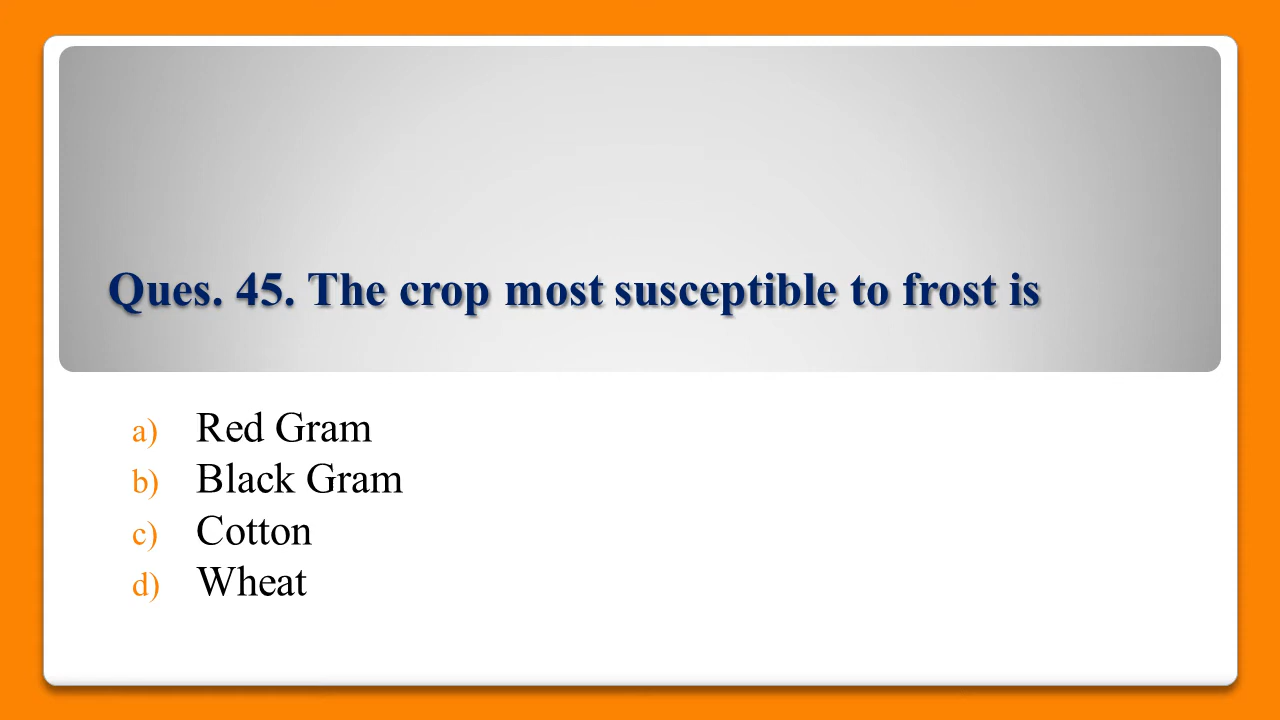 Ques. 45. The crop most susceptible to frost is
a) Red Gram
b) Black Gram
c) Cotton
d) Wheat